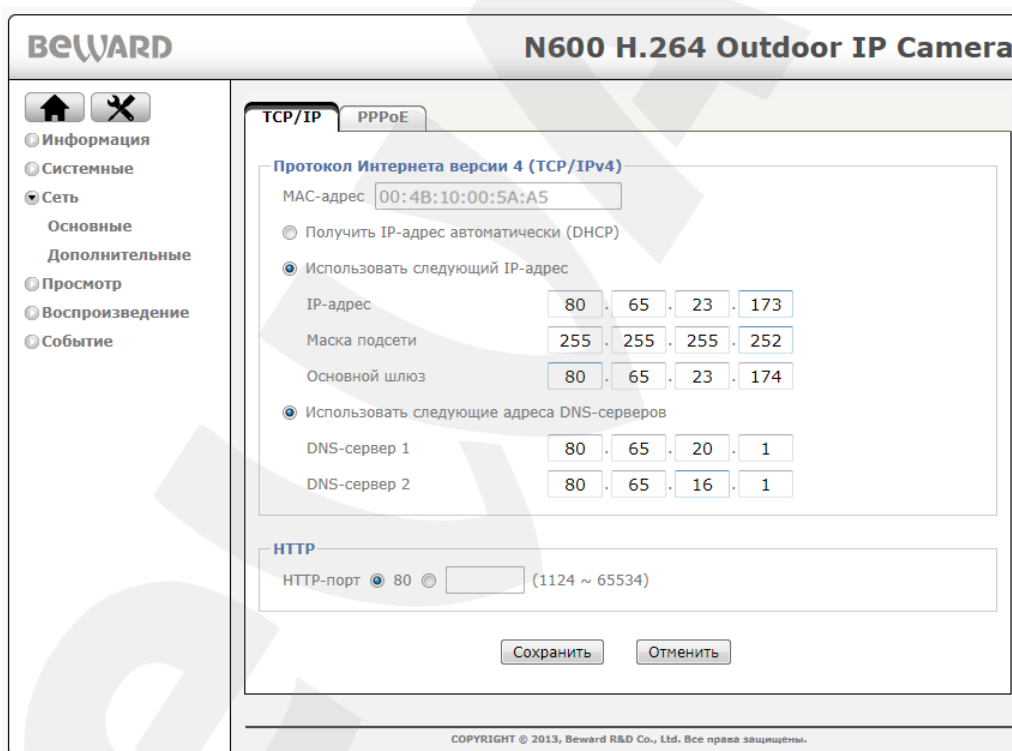 BEWARD
N600 H.264 Outdoor IP Camera
Информация
Системные
Сеть
Основные
Дополнительные
Просмотр
Воспроизведение
Событие
TCP/IP PPPoE
Протокол Интернета версии 4 (TCP/IPv4)
MAC-адрес 00:4B:10:00:5A:A5
Получить IP-адрес автоматически (DHCP)
Использовать следующий IP-адрес
IP-адрес 80 . 65 . 23 . 173
Маска подсети 255 . 255 . 255 . 252
Основной шлюз 80 . 65 . 23 . 174
Использовать следующие адреса DNS-серверов
DNS-сервер 1 80 . 65 . 20 . 1
DNS-сервер 2 80 . 65 . 16 . 1
HTTP
HTTP-порт 80 (1124 ~ 65534)
Сохранить Отменить
COPYRIGHT © 2013, Beward R&D Co., Ltd. Все права защищены.